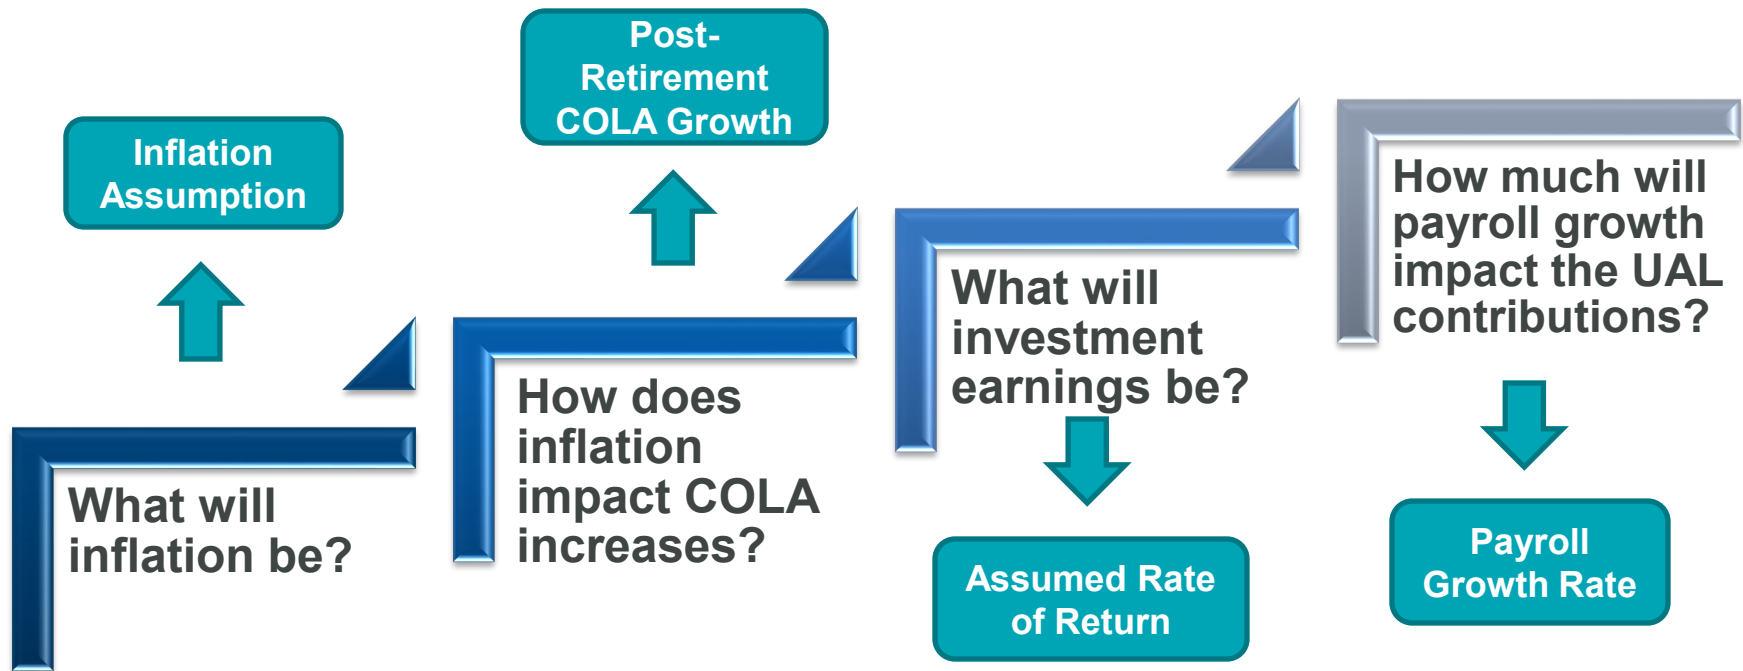 Inflation
Assumption
What will
inflation be?
Post-
Retirement
COLA Growth
How does
inflation
impact COLA
increases?
What will
investment
earnings be?
Assumed Rate
of Return
How much will
payroll growth
impact the UAL
contributions?
Payroll
Growth Rate